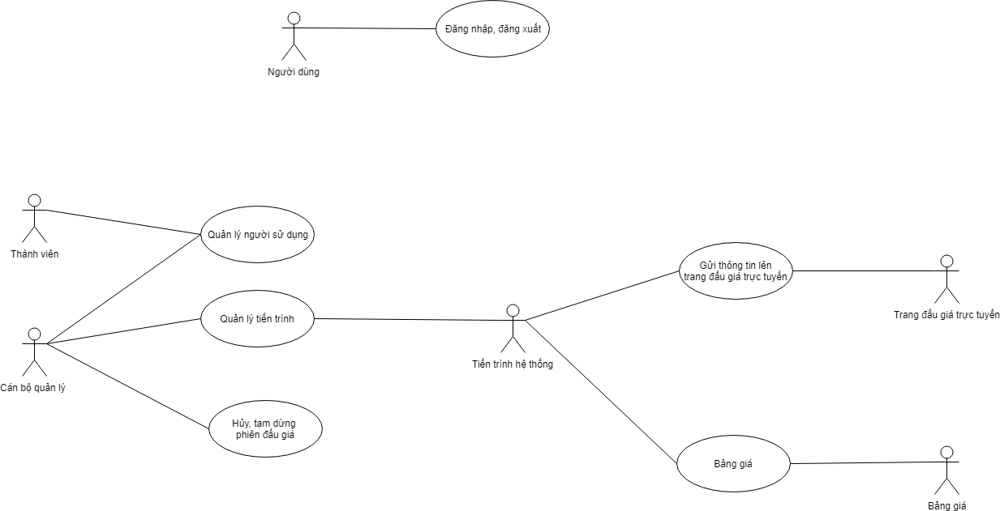 Đăng nhập, đăng xuất
Người dùng
Thành viên
Quản lý người sử dụng
Gửi thông tin lên
trang đấu giá trực tuyến
Trang đấu giá trực tuyến
Quản lý tiến trình
Tiến trình hệ thống
Cán bộ quản lý
Hủy, tạm dừng
phiên đấu giá
Bảng giá
Bảng giá